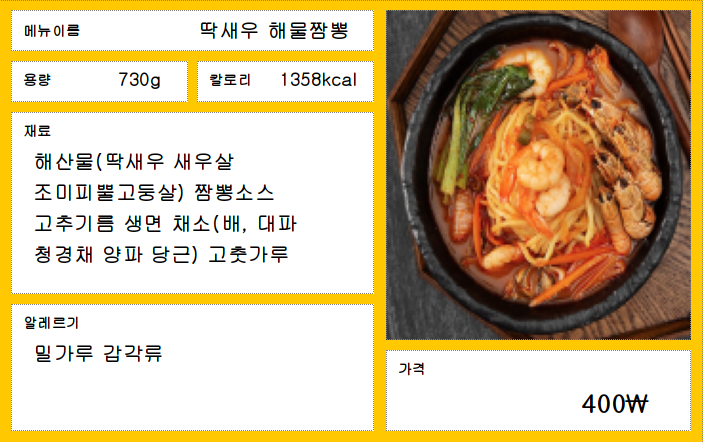 메뉴이름
딱새우 해물짬뽕
용량
730g
칼로리
1358kcal
재료
해산물(딱새우 새우살
조미피뿔고둥살) 짬뽕소스
고추기름 생면 채소(배, 대파
청경채 양파 당근) 고춧가루
알레르기
밀가루 갑각류
가격
400₩